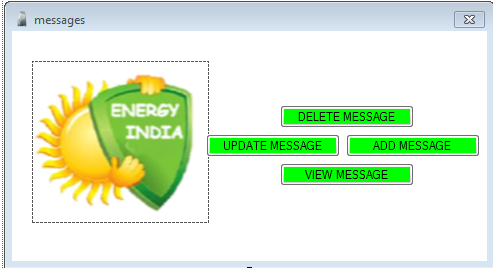 messages
ENERGY
INDIA
DELETE MESSAGE
UPDATE MESSAGE ADD MESSAGE
VIEW MESSAGE